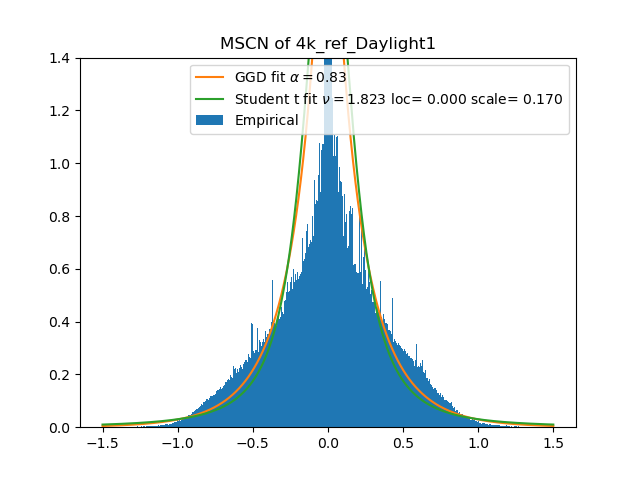 MSCN of 4k_ref_Daylight1
GGD fit α = 0.83
Student t fit ν = 1.823 loc= 0.000 scale= 0.170
Empirical
1.4
1.2
1.0
0.8
0.6
0.4
0.2
0.0
−1.5 −1.0 −0.5 0.0 0.5 1.0 1.5